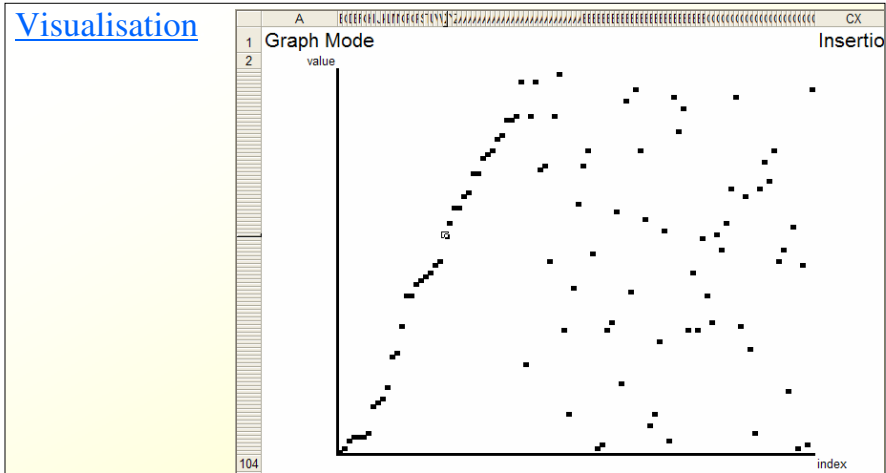 Visualisation
A CX
1 Graph Mode Insertio
2 value
104 index